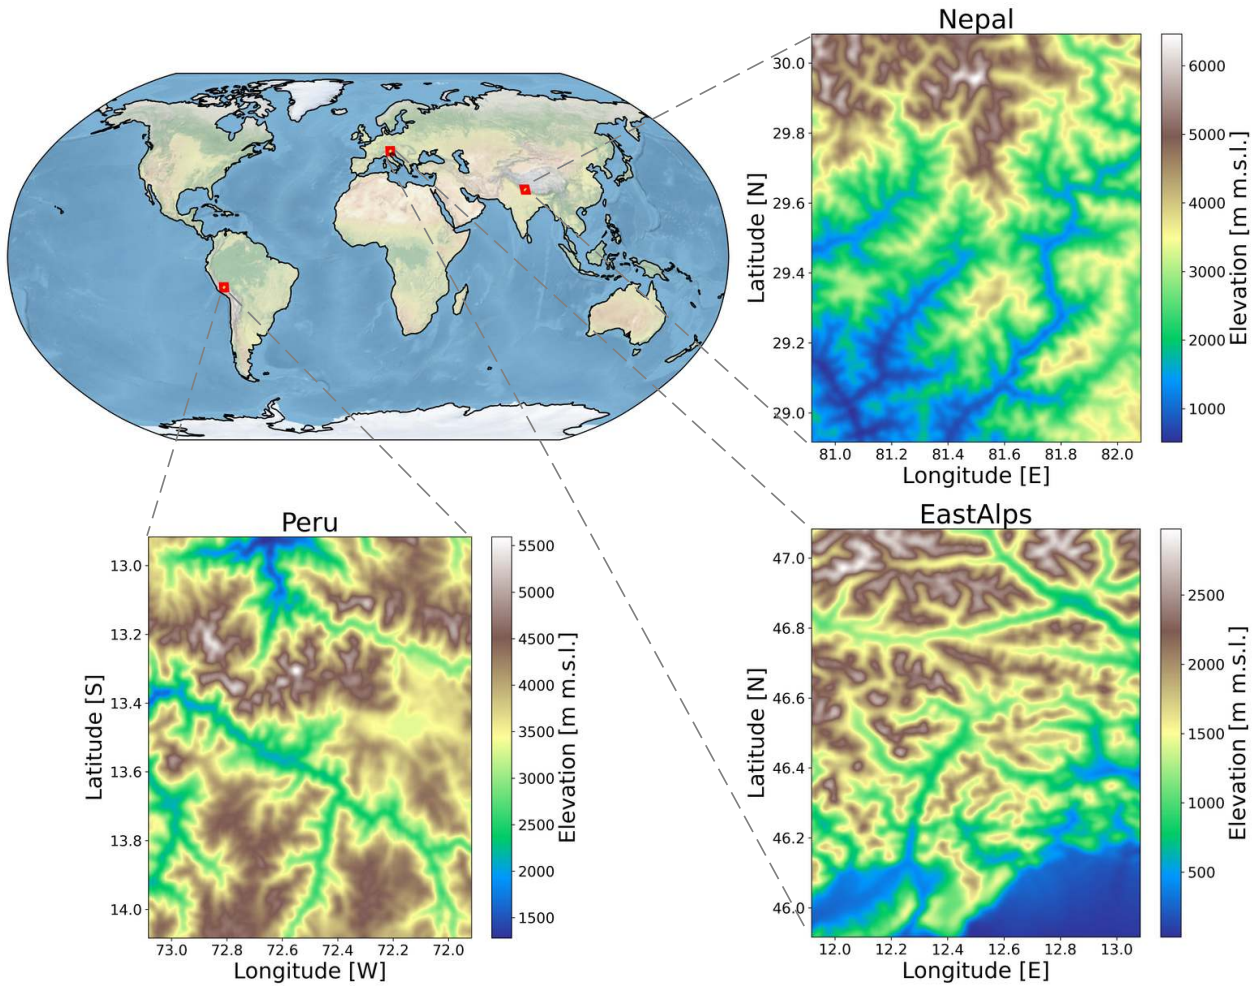 Nepal
30.0
29.8
29.6
29.4
29.2
29.0
Latitude [N]
81.0 81.2 81.4 81.6 81.8 82.0
Longitude [E]
6000
5000
4000
3000
2000
1000
Elevation [m m.s.l.]
Peru
13.0
13.2
13.4
13.6
13.8
14.0
Latitude [S]
73.0 72.8 72.6 72.4 72.2 72.0
Longitude [W]
5500
5000
4500
4000
3500
3000
2500
2000
1500
Elevation [m m.s.l.]
EastAlps
47.0
46.8
46.6
46.4
46.2
46.0
Latitude [N]
12.0 12.2 12.4 12.6 12.8 13.0
Longitude [E]
2500
2000
1500
1000
500
Elevation [m m.s.l.]